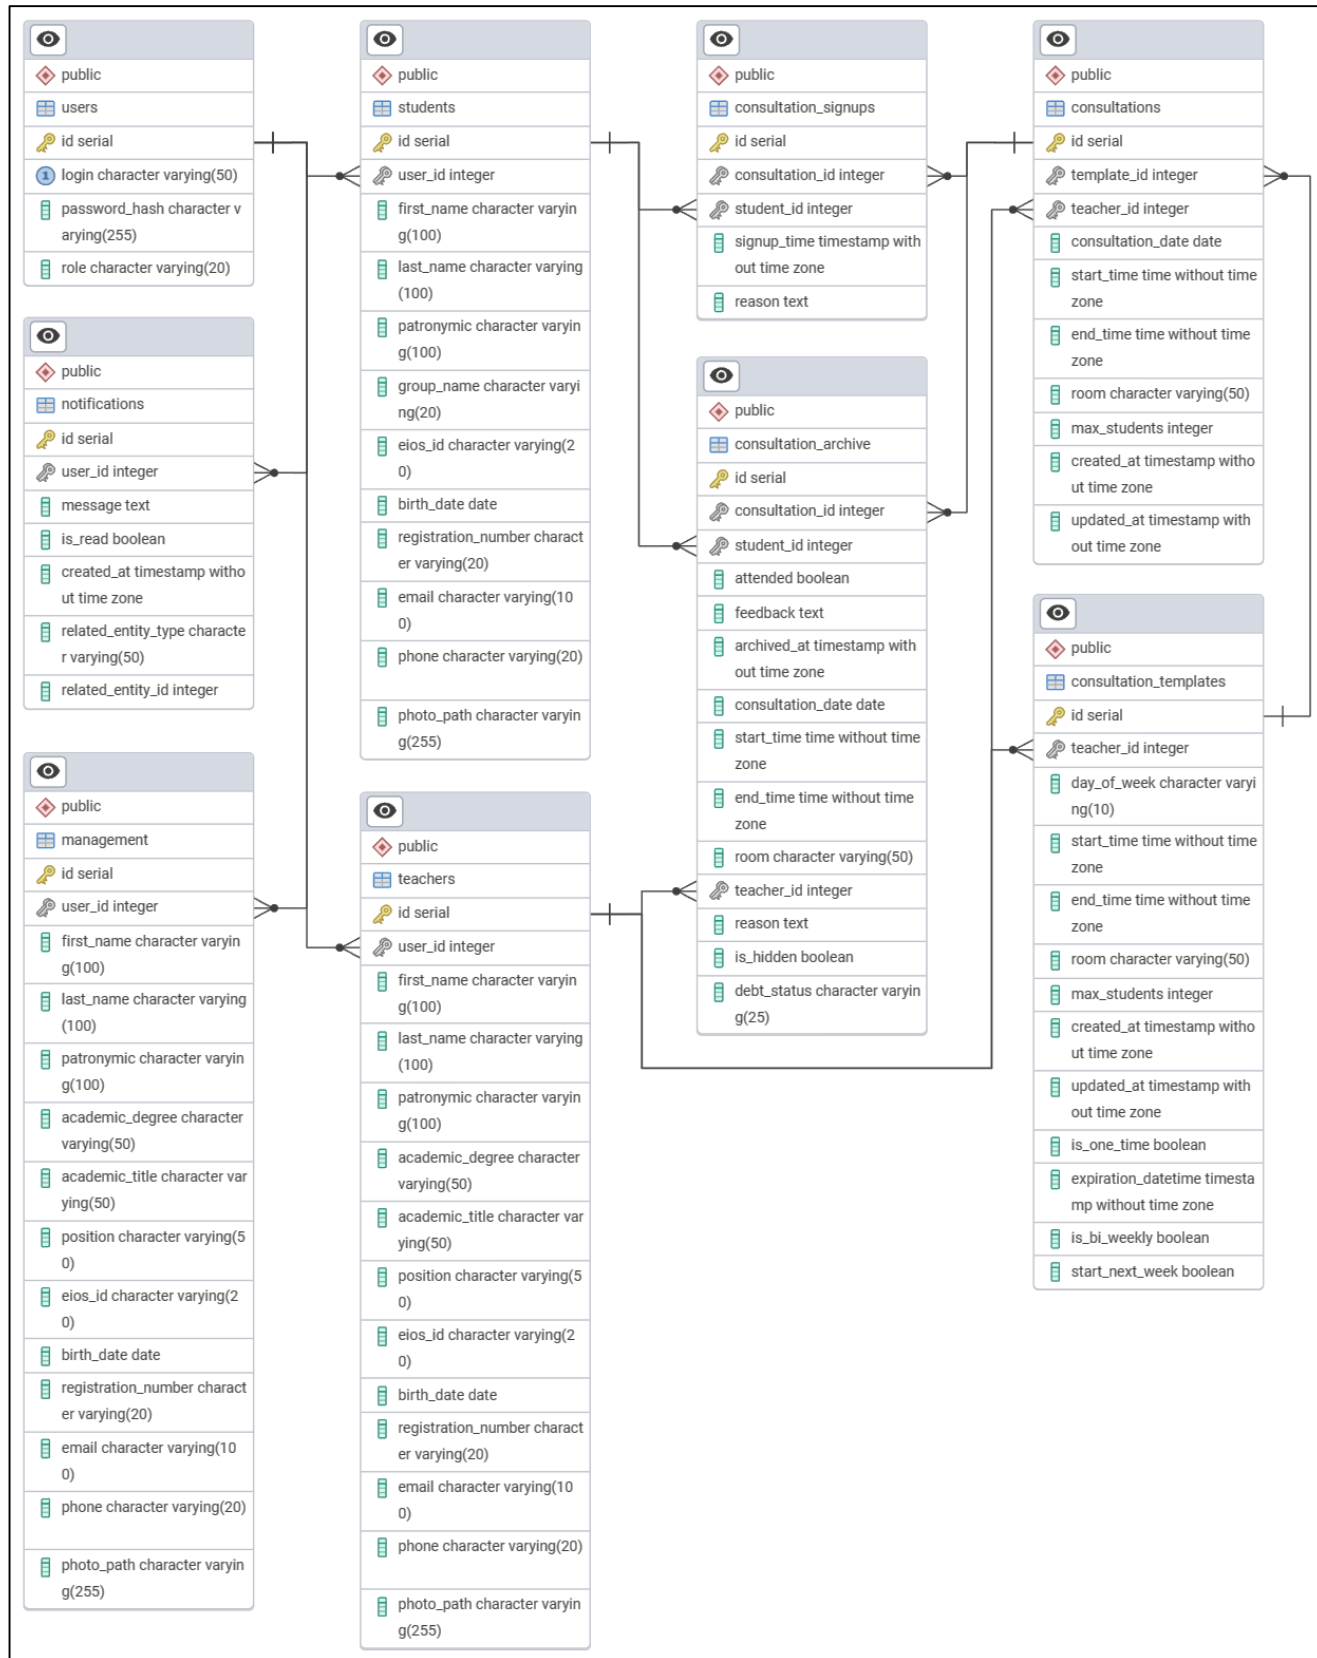 public
users
id serial
login character varying(50)
password_hash character v
arying(255)
role character varying(20)
public
notifications
id serial
user_id integer
message text
is_read boolean
created_at timestamp witho
ut time zone
related_entity_type characte
r varying(50)
related_entity_id integer
public
management
id serial
user_id integer
first_name character varyin
g(100)
last_name character varying
(100)
patronymic character varyin
g(100)
academic_degree character
varying(50)
academic_title character var
ying(50)
position character varying(5
0)
eios_id character varying(2
0)
birth_date date
registration_number charact
er varying(20)
email character varying(10
0)
phone character varying(20)
photo_path character varyin
g(255)
public
students
id serial
user_id integer
first_name character varyin
g(100)
last_name character varying
(100)
patronymic character varyin
g(100)
group_name character varyi
ng(20)
eios_id character varying(2
0)
birth_date date
registration_number charact
er varying(20)
email character varying(10
0)
phone character varying(20)
photo_path character varyin
g(255)
public
teachers
id serial
user_id integer
first_name character varyin
g(100)
last_name character varying
(100)
patronymic character varyin
g(100)
academic_degree character
varying(50)
academic_title character var
ying(50)
position character varying(5
0)
eios_id character varying(2
0)
birth_date date
registration_number charact
er varying(20)
email character varying(10
0)
phone character varying(20)
photo_path character varyin
g(255)
public
consultation_signups
id serial
consultation_id integer
student_id integer
signup_time timestamp with
out time zone
reason text
public
consultation_archive
id serial
consultation_id integer
student_id integer
attended boolean
feedback text
archived_at timestamp with
out time zone
consultation_date date
start_time time without time
zone
end_time time without time
zone
room character varying(50)
teacher_id integer
reason text
is_hidden boolean
debt_status character varyin
g(25)
public
consultations
id serial
template_id integer
teacher_id integer
consultation_date date
start_time time without time
zone
end_time time without time
zone
room character varying(50)
max_students integer
created_at timestamp witho
ut time zone
updated_at timestamp with
out time zone
public
consultation_templates
id serial
teacher_id integer
day_of_week character varyi
ng(10)
start_time time without time
zone
end_time time without time
zone
room character varying(50)
max_students integer
created_at timestamp witho
ut time zone
updated_at timestamp with
out time zone
is_one_time boolean
expiration_datetime timesta
mp without time zone
is_bi_weekly boolean
start_next_week boolean